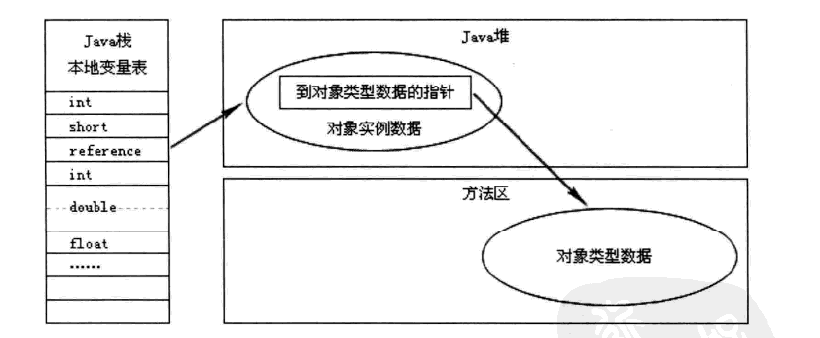 Java栈
本地变量表
int
short
reference
int
double
float
......
Java堆
到对象类型数据的指针
对象实例数据
方法区
对象类型数据